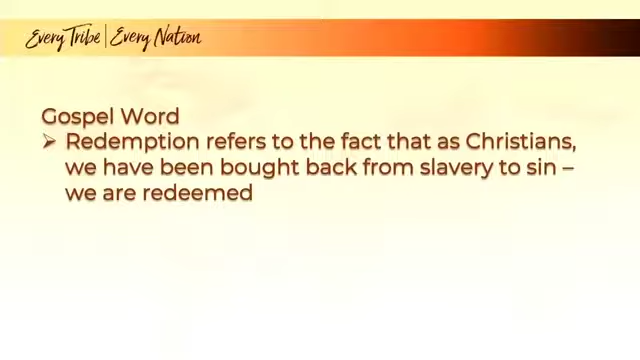 Every Tribe | Every Nation
Gospel Word
➢ Redemption refers to the fact that as Christians,
we have been bought back from slavery to sin –
we are redeemed